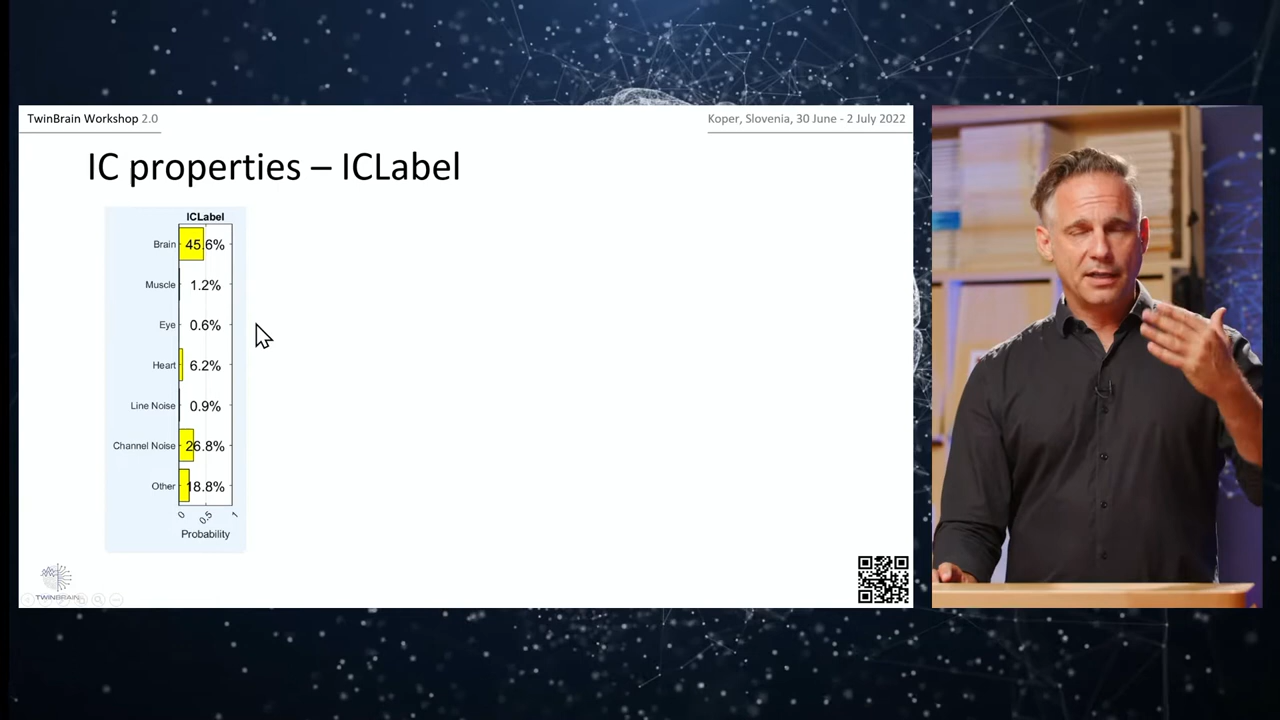 TwinBrain Workshop 2.0
Koper, Slovenia, 30 June - 2 July 2022
IC properties – ICLabel
ICLabel
Brain 45.6%
Muscle 1.2%
Eye 0.6%
Heart 6.2%
Line Noise 0.9%
Channel Noise 26.8%
Other 18.8%
0 0.5 1
Probability
TWINBRAIN